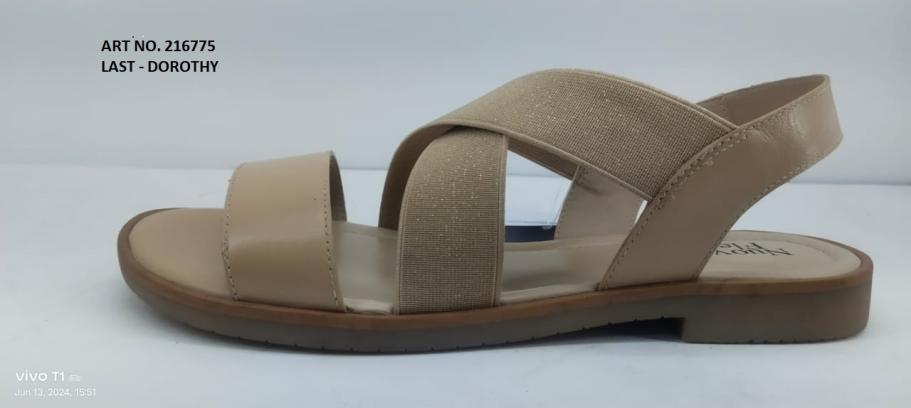 ART NO. 216775
LAST - DOROTHY
vivo T1
Jun 13, 2024, 15:51